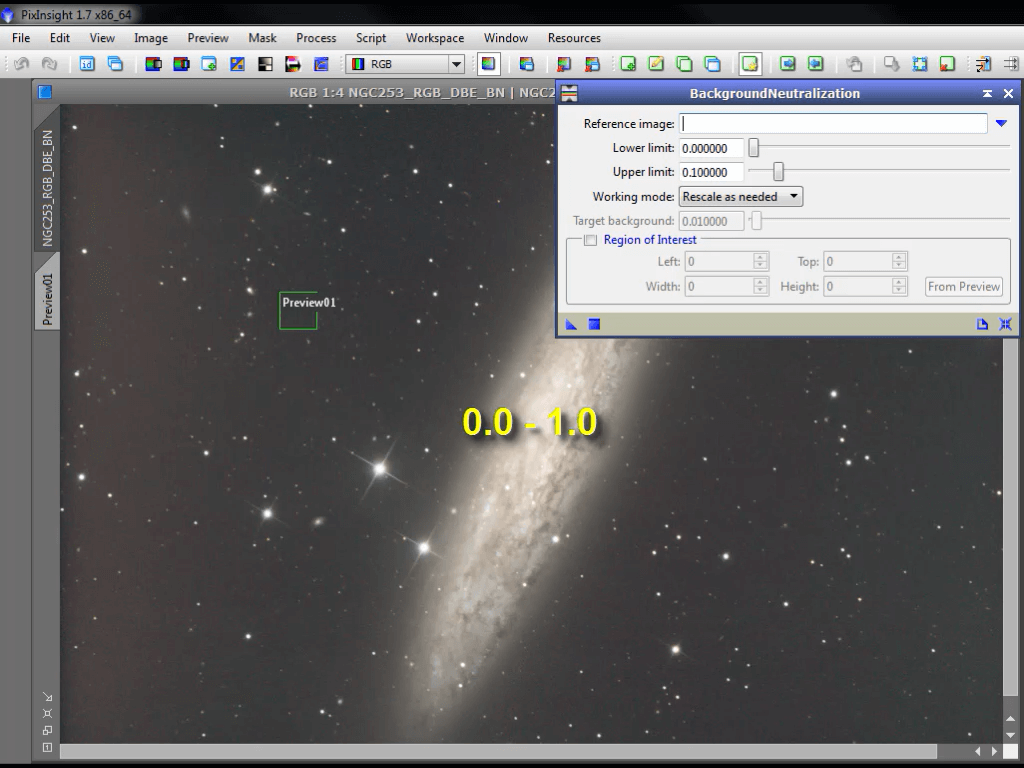 PixInsight 1.7 x86_64
File Edit View Image Preview Mask Process Script Workspace Window Resources
1d RGB
RGB 1:4 NGC253_RGB_DBE_BN | NGC2
NGC253_RGB_DBE_BN
Preview01
BackgroundNeutralization
Reference image:
Lower limit: 0.000000
Upper limit: 0.100000
Working mode: Rescale as needed
Target background: 0.010000
Region of Interest
Left: 0 Top: 0
Width: 0 Height: 0 From Preview
Preview01
0.0 - 1.0